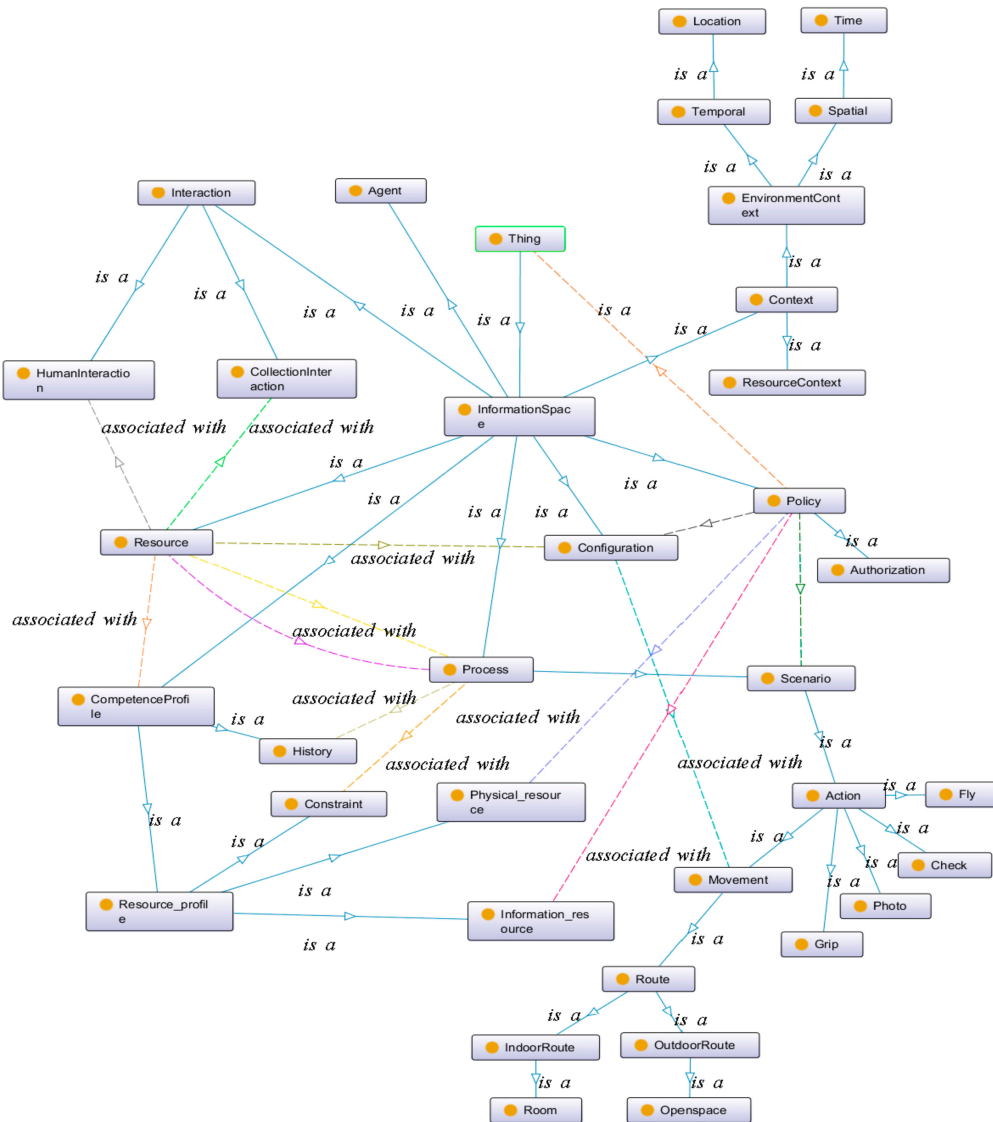 Location
Time
is a
is a
Temporal
Spatial
is a
is a
Interaction
Agent
EnvironmentCont
ext
Thing
is a
is a
is a
Context
is a
is a
is a
is a
is a
is a
is a
HumanInteractio
n
CollectionInter
action
ResourceContext
InformationSpac
e
associated with
associated with
is a
is a
is a
Policy
is a
is a
Resource
Configuration
is a
associated with
Authorization
associated with
associated with
Process
Scenario
CompetenceProfi
le
associated with
is a
associated with
History
is a
associated with
associated with
Constraint
Physical_resour
ce
Action
is a
Fly
is a
is a
is a
is a
associated with
is a
Check
is a
Movement
is a
Resource_profil
e
Information_res
ource
Photo
is a
is a
Grip
Route
is a
is a
IndoorRoute
OutdoorRoute
is a
is a
Room
Openspace